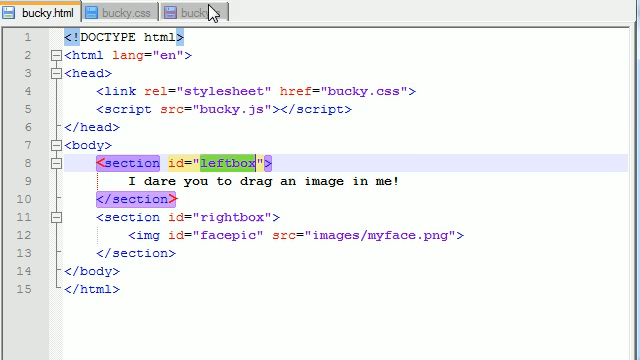 bucky.html bucky.css
1 <!DOCTYPE html>
2 <html lang="en">
3 <head>
4 <link rel="stylesheet" href="bucky.css">
5 <script src="bucky.js"></script>
6 </head>
7 <body>
8 <section id="leftbox">
9 I dare you to drag an image in me!
10 </section>
11 <section id="rightbox">
12 <img id="facepic" src="images/myface.png">
13 </section>
14 </body>
15 </html>